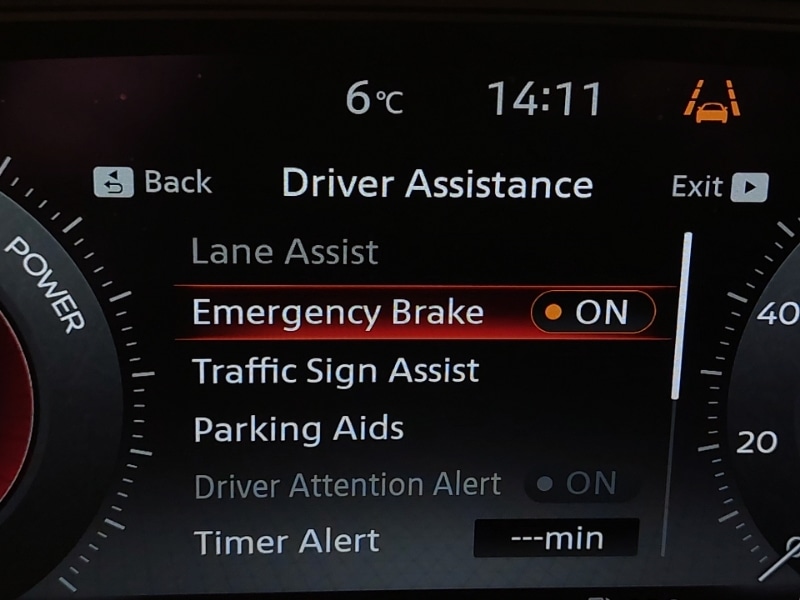 6°C 14:11
Back Driver Assistance Exit
Lane Assist
POWER
Emergency Brake ON
40
Traffic Sign Assist
Parking Aids
20
Driver Attention Alert ON
Timer Alert ---min
0